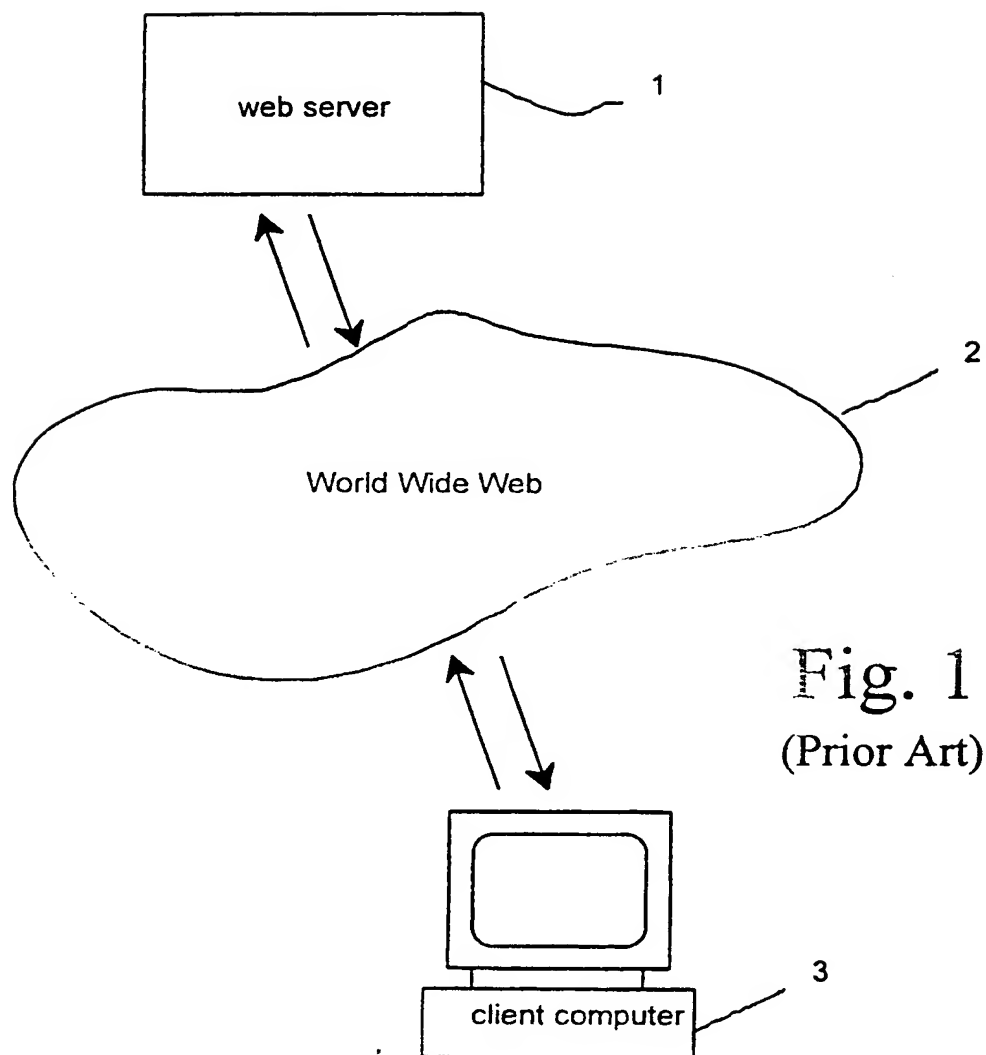 web server
1
2
World Wide Web
Fig. 1
(Prior Art)
3
client computer